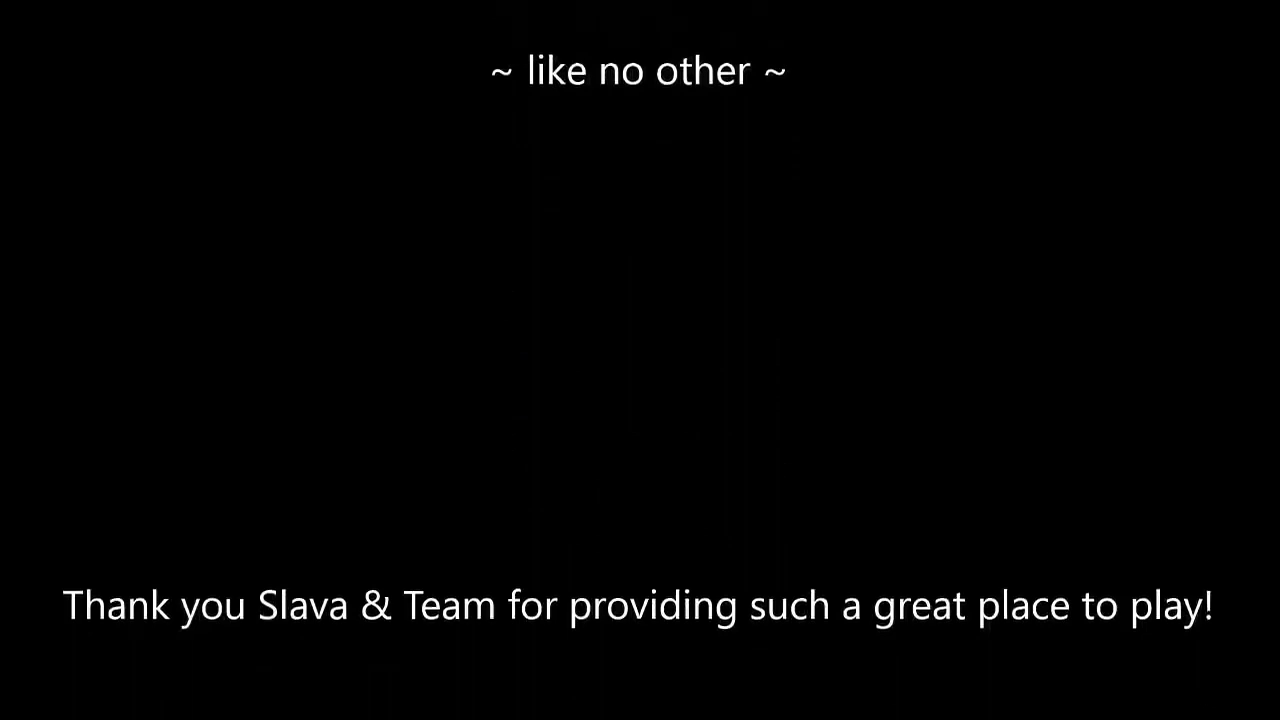 ~ like no other ~
Thank you Slava & Team for providing such a great place to play!